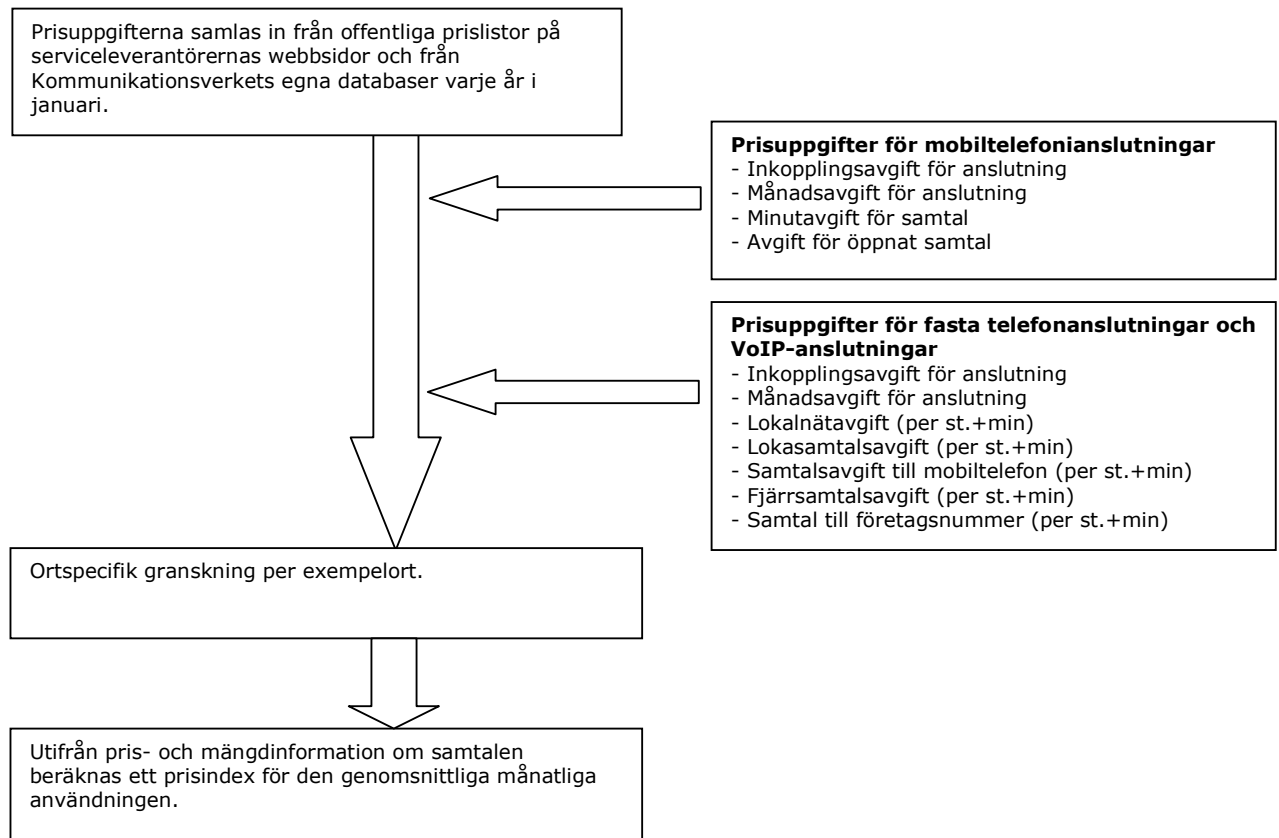 Prisuppgifterna samlas in från offentliga prislistor på
serviceleverantörernas webbsidor och från
Kommunikationsverkets egna databaser varje år i
januari.
Prisuppgifter för mobiltelefonianslutningar
- Inkopplingsavgift för anslutning
- Månadsavgift för anslutning
- Minutavgift för samtal
- Avgift för öppnat samtal
Prisuppgifter för fasta telefonanslutningar och
VoIP-anslutningar
- Inkopplingsavgift för anslutning
- Månadsavgift för anslutning
- Lokalnätavgift (per st.+min)
- Lokasamtalsavgift (per st.+min)
- Samtalsavgift till mobiltelefon (per st.+min)
- Fjärrsamtalsavgift (per st.+min)
- Samtal till företagsnummer (per st.+min)
Ortspecifik granskning per exempelort.
Utifrån pris- och mängdinformation om samtalen
beräknas ett prisindex för den genomsnittliga månatliga
användningen.